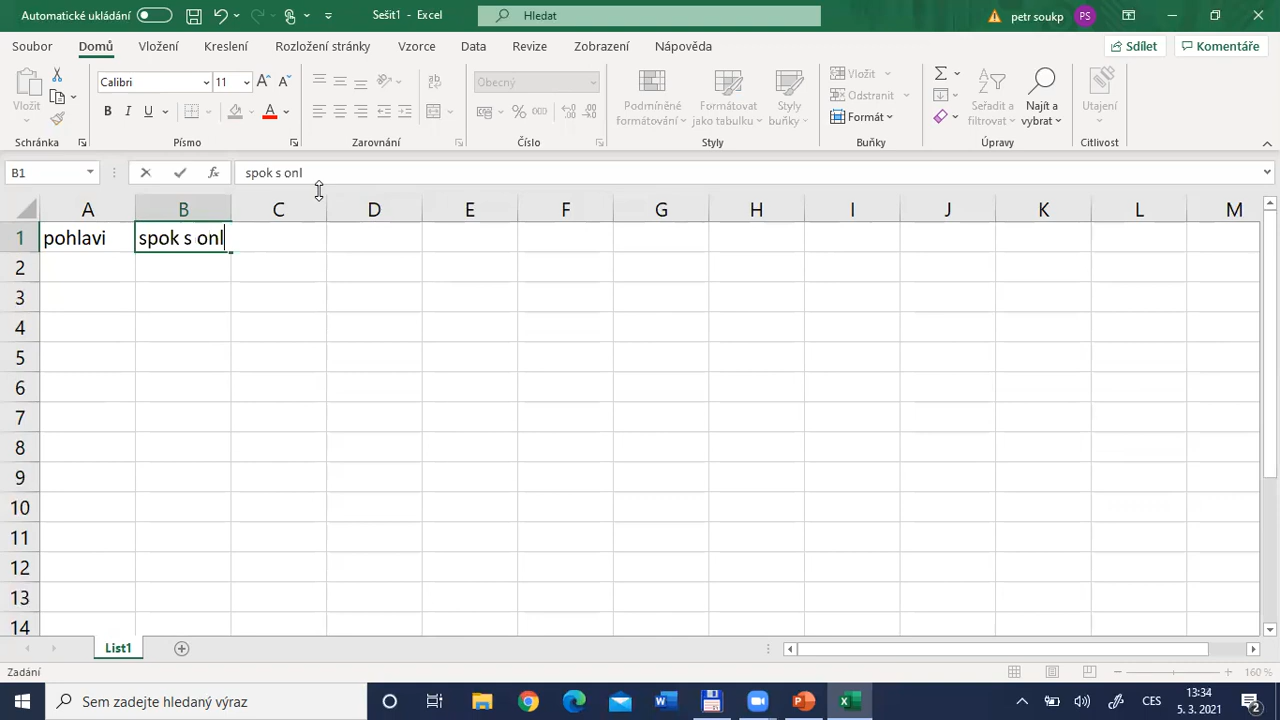 Automatické ukládání
Sešit1 - Excel
Hledat
petr soukp
PS
Soubor Domů Vložení Kreslení Rozložení stránky Vzorce Data Revize Zobrazení Nápověda
Sdílet
Komentáře
Vložit
Schránka
Calibri 11
B I U
Písmo
Zarovnání
Obecný
% 000
Číslo
Podmíněné formátování
Formátovat jako tabulku
Styly buňky
Styly
Vložit
Odstranit
Formát
Buňky
Seřadit a filtrovat
Najít a vybrat
Úpravy
Utajení
Citlivost
B1
fx
spok s onl
A B C D E F G H I J K L M
1 pohlavi spok s onl
2
3
4
5
6
7
8
9
10
11
12
13
14
List1
Zadání
160 %
Sem zadejte hledaný výraz
CES
13:34
5. 3. 2021
2